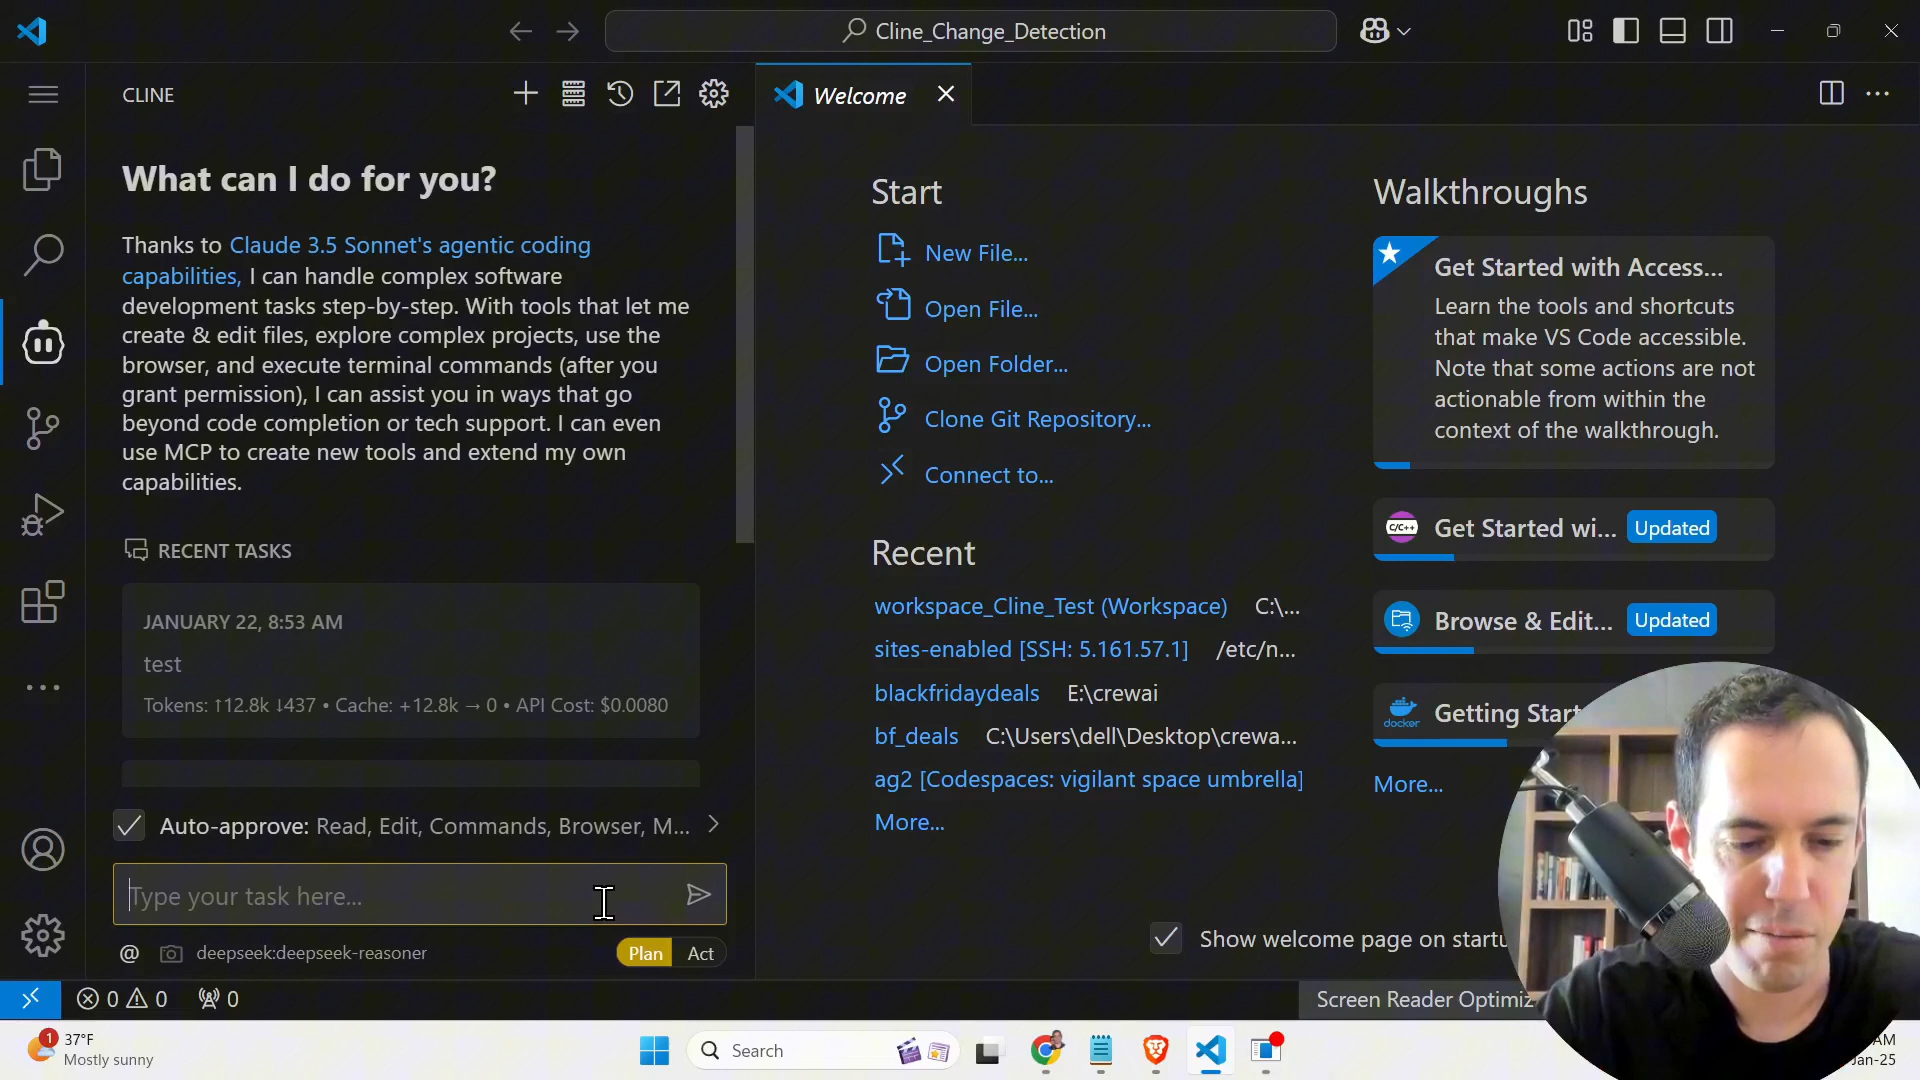 Cline_Change_Detection
CLINE
Welcome
What can I do for you?
Thanks to Claude 3.5 Sonnet's agentic coding
capabilities, I can handle complex software
development tasks step-by-step. With tools that let me
create & edit files, explore complex projects, use the
browser, and execute terminal commands (after you
grant permission), I can assist you in ways that go
beyond code completion or tech support. I can even
use MCP to create new tools and extend my own
capabilities.
RECENT TASKS
JANUARY 22, 8:53 AM
test
Tokens: ↑12.8k ↓437 • Cache: +12.8k → 0 • API Cost: $0.0080
Auto-approve: Read, Edit, Commands, Browser, M...
Type your task here...
@ deepseek:deepseek-reasoner
Plan Act
Start
New File...
Open File...
Open Folder...
Clone Git Repository...
Connect to...
Recent
workspace_Cline_Test (Workspace) C:\...
sites-enabled [SSH: 5.161.57.1] /etc/n...
blackfridaydeals E:\crewai
bf_deals C:\Users\dell\Desktop\crewa...
ag2 [Codespaces: vigilant space umbrella]
More...
Walkthroughs
Get Started with Access...
Learn the tools and shortcuts
that make VS Code accessible.
Note that some actions are not
actionable from within the
context of the walkthrough.
C/C++
Get Started wi... Updated
Browse & Edit... Updated
docker
Getting Start
More...
Show welcome page on startu
0 0 0
Screen Reader Optimiz
1
37°F
Mostly sunny
Search
AM
Jan-25